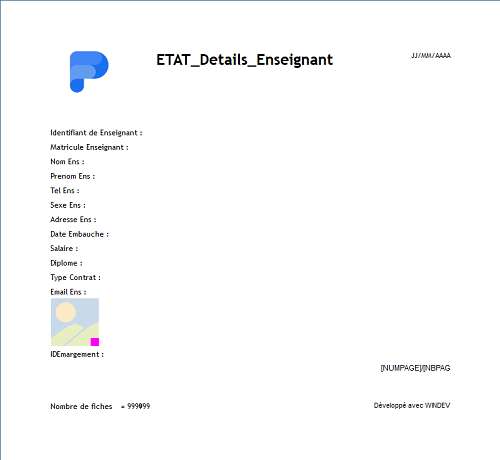 ETAT_Details_Enseignant
JJ/MM/AAAA
Identifiant de Enseignant :
Matricule Enseignant :
Nom Ens :
Prenom Ens :
Tel Ens :
Sexe Ens :
Adresse Ens :
Date Embauche :
Salaire :
Diplome :
Type Contrat :
Email Ens :
IDEmargement :
[NUMPAGE]/[NBPAG
Nombre de fiches = 999999
Développé avec WINDEV